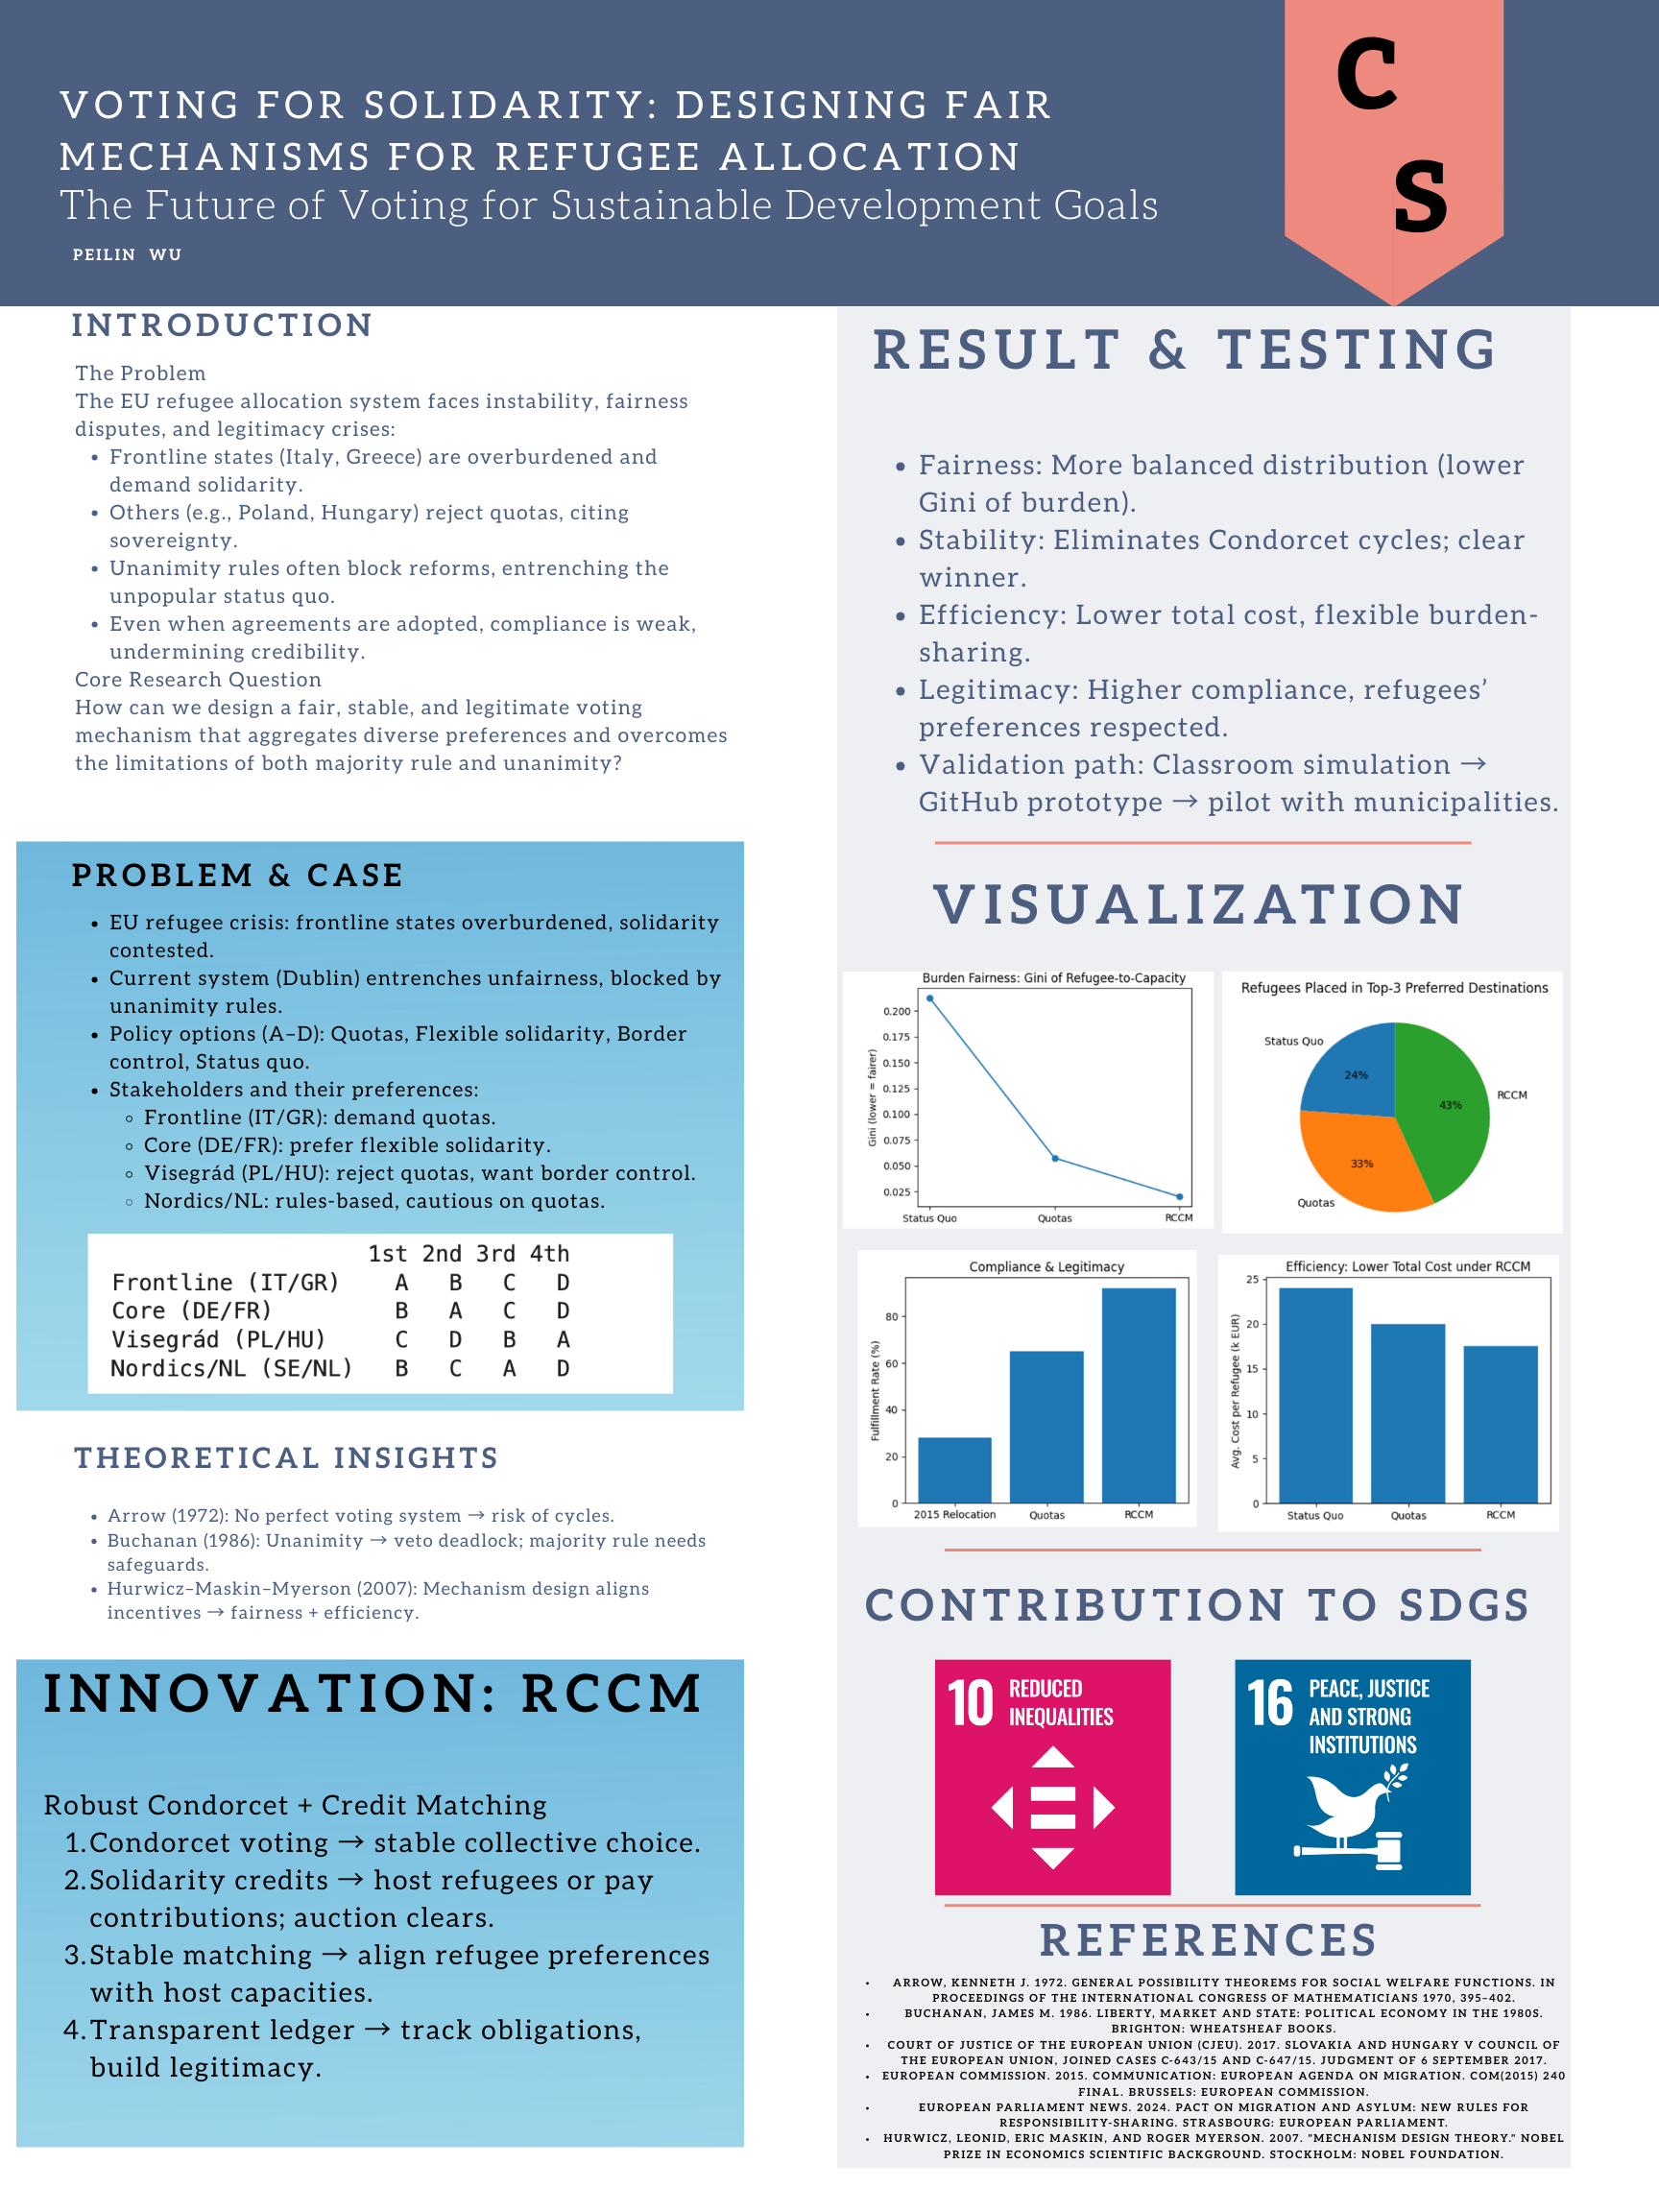 VOTING FOR SOLIDARITY: DESIGNING FAIR
MECHANISMS FOR REFUGEE ALLOCATION
The Future of Voting for Sustainable Development Goals
PEILIN WU
C
S
INTRODUCTION
The Problem
The EU refugee allocation system faces instability, fairness
disputes, and legitimacy crises:
• Frontline states (Italy, Greece) are overburdened and
demand solidarity.
• Others (e.g., Poland, Hungary) reject quotas, citing
sovereignty.
• Unanimity rules often block reforms, entrenching the
unpopular status quo.
• Even when agreements are adopted, compliance is weak,
undermining credibility.
Core Research Question
How can we design a fair, stable, and legitimate voting
mechanism that aggregates diverse preferences and overcomes
the limitations of both majority rule and unanimity?
PROBLEM & CASE
• EU refugee crisis: frontline states overburdened, solidarity
contested.
• Current system (Dublin) entrenches unfairness, blocked by
unanimity rules.
• Policy options (A–D): Quotas, Flexible solidarity, Border
control, Status quo.
• Stakeholders and their preferences:
◦ Frontline (IT/GR): demand quotas.
◦ Core (DE/FR): prefer flexible solidarity.
◦ Visegrád (PL/HU): reject quotas, want border control.
◦ Nordics/NL: rules-based, cautious on quotas.
1st 2nd 3rd 4th
Frontline (IT/GR) A B C D
Core (DE/FR) B A C D
Visegrád (PL/HU) C D B A
Nordics/NL (SE/NL) B C A D
THEORETICAL INSIGHTS
• Arrow (1972): No perfect voting system → risk of cycles.
• Buchanan (1986): Unanimity → veto deadlock; majority rule needs
safeguards.
• Hurwicz–Maskin–Myerson (2007): Mechanism design aligns
incentives → fairness + efficiency.
INNOVATION: RCCM
Robust Condorcet + Credit Matching
1. Condorcet voting → stable collective choice.
2. Solidarity credits → host refugees or pay
contributions; auction clears.
3. Stable matching → align refugee preferences
with host capacities.
4. Transparent ledger → track obligations,
build legitimacy.
RESULT & TESTING
• Fairness: More balanced distribution (lower
Gini of burden).
• Stability: Eliminates Condorcet cycles; clear
winner.
• Efficiency: Lower total cost, flexible burden-
sharing.
• Legitimacy: Higher compliance, refugees’
preferences respected.
• Validation path: Classroom simulation →
GitHub prototype → pilot with municipalities.
VISUALIZATION
Burden Fairness: Gini of Refugee-to-Capacity
Gini (lower = fairer)
0.200
0.175
0.150
0.125
0.100
0.075
0.050
0.025
Status Quo Quotas RCCM
Refugees Placed in Top-3 Preferred Destinations
Status Quo
24%
RCCM
43%
33%
Quotas
Compliance & Legitimacy
Fulfillment Rate (%)
80
60
40
20
0
2015 Relocation Quotas RCCM
Efficiency: Lower Total Cost under RCCM
Avg. Cost per Refugee (k EUR)
25
20
15
10
5
0
Status Quo Quotas RCCM
CONTRIBUTION TO SDGS
10 REDUCED
INEQUALITIES
16 PEACE, JUSTICE
AND STRONG
INSTITUTIONS
REFERENCES
• ARROW, KENNETH J. 1972. GENERAL POSSIBILITY THEOREMS FOR SOCIAL WELFARE FUNCTIONS. IN
PROCEEDINGS OF THE INTERNATIONAL CONGRESS OF MATHEMATICIANS 1970, 395–402.
• BUCHANAN, JAMES M. 1986. LIBERTY, MARKET AND STATE: POLITICAL ECONOMY IN THE 1980S.
BRIGHTON: WHEATSHEAF BOOKS.
• COURT OF JUSTICE OF THE EUROPEAN UNION (CJEU). 2017. SLOVAKIA AND HUNGARY V COUNCIL OF
THE EUROPEAN UNION, JOINED CASES C-643/15 AND C-647/15. JUDGMENT OF 6 SEPTEMBER 2017.
• EUROPEAN COMMISSION. 2015. COMMUNICATION: EUROPEAN AGENDA ON MIGRATION. COM(2015) 240
FINAL. BRUSSELS: EUROPEAN COMMISSION.
• EUROPEAN PARLIAMENT NEWS. 2024. PACT ON MIGRATION AND ASYLUM: NEW RULES FOR
RESPONSIBILITY-SHARING. STRASBOURG: EUROPEAN PARLIAMENT.
• HURWICZ, LEONID, ERIC MASKIN, AND ROGER MYERSON. 2007. "MECHANISM DESIGN THEORY." NOBEL
PRIZE IN ECONOMICS SCIENTIFIC BACKGROUND. STOCKHOLM: NOBEL FOUNDATION.